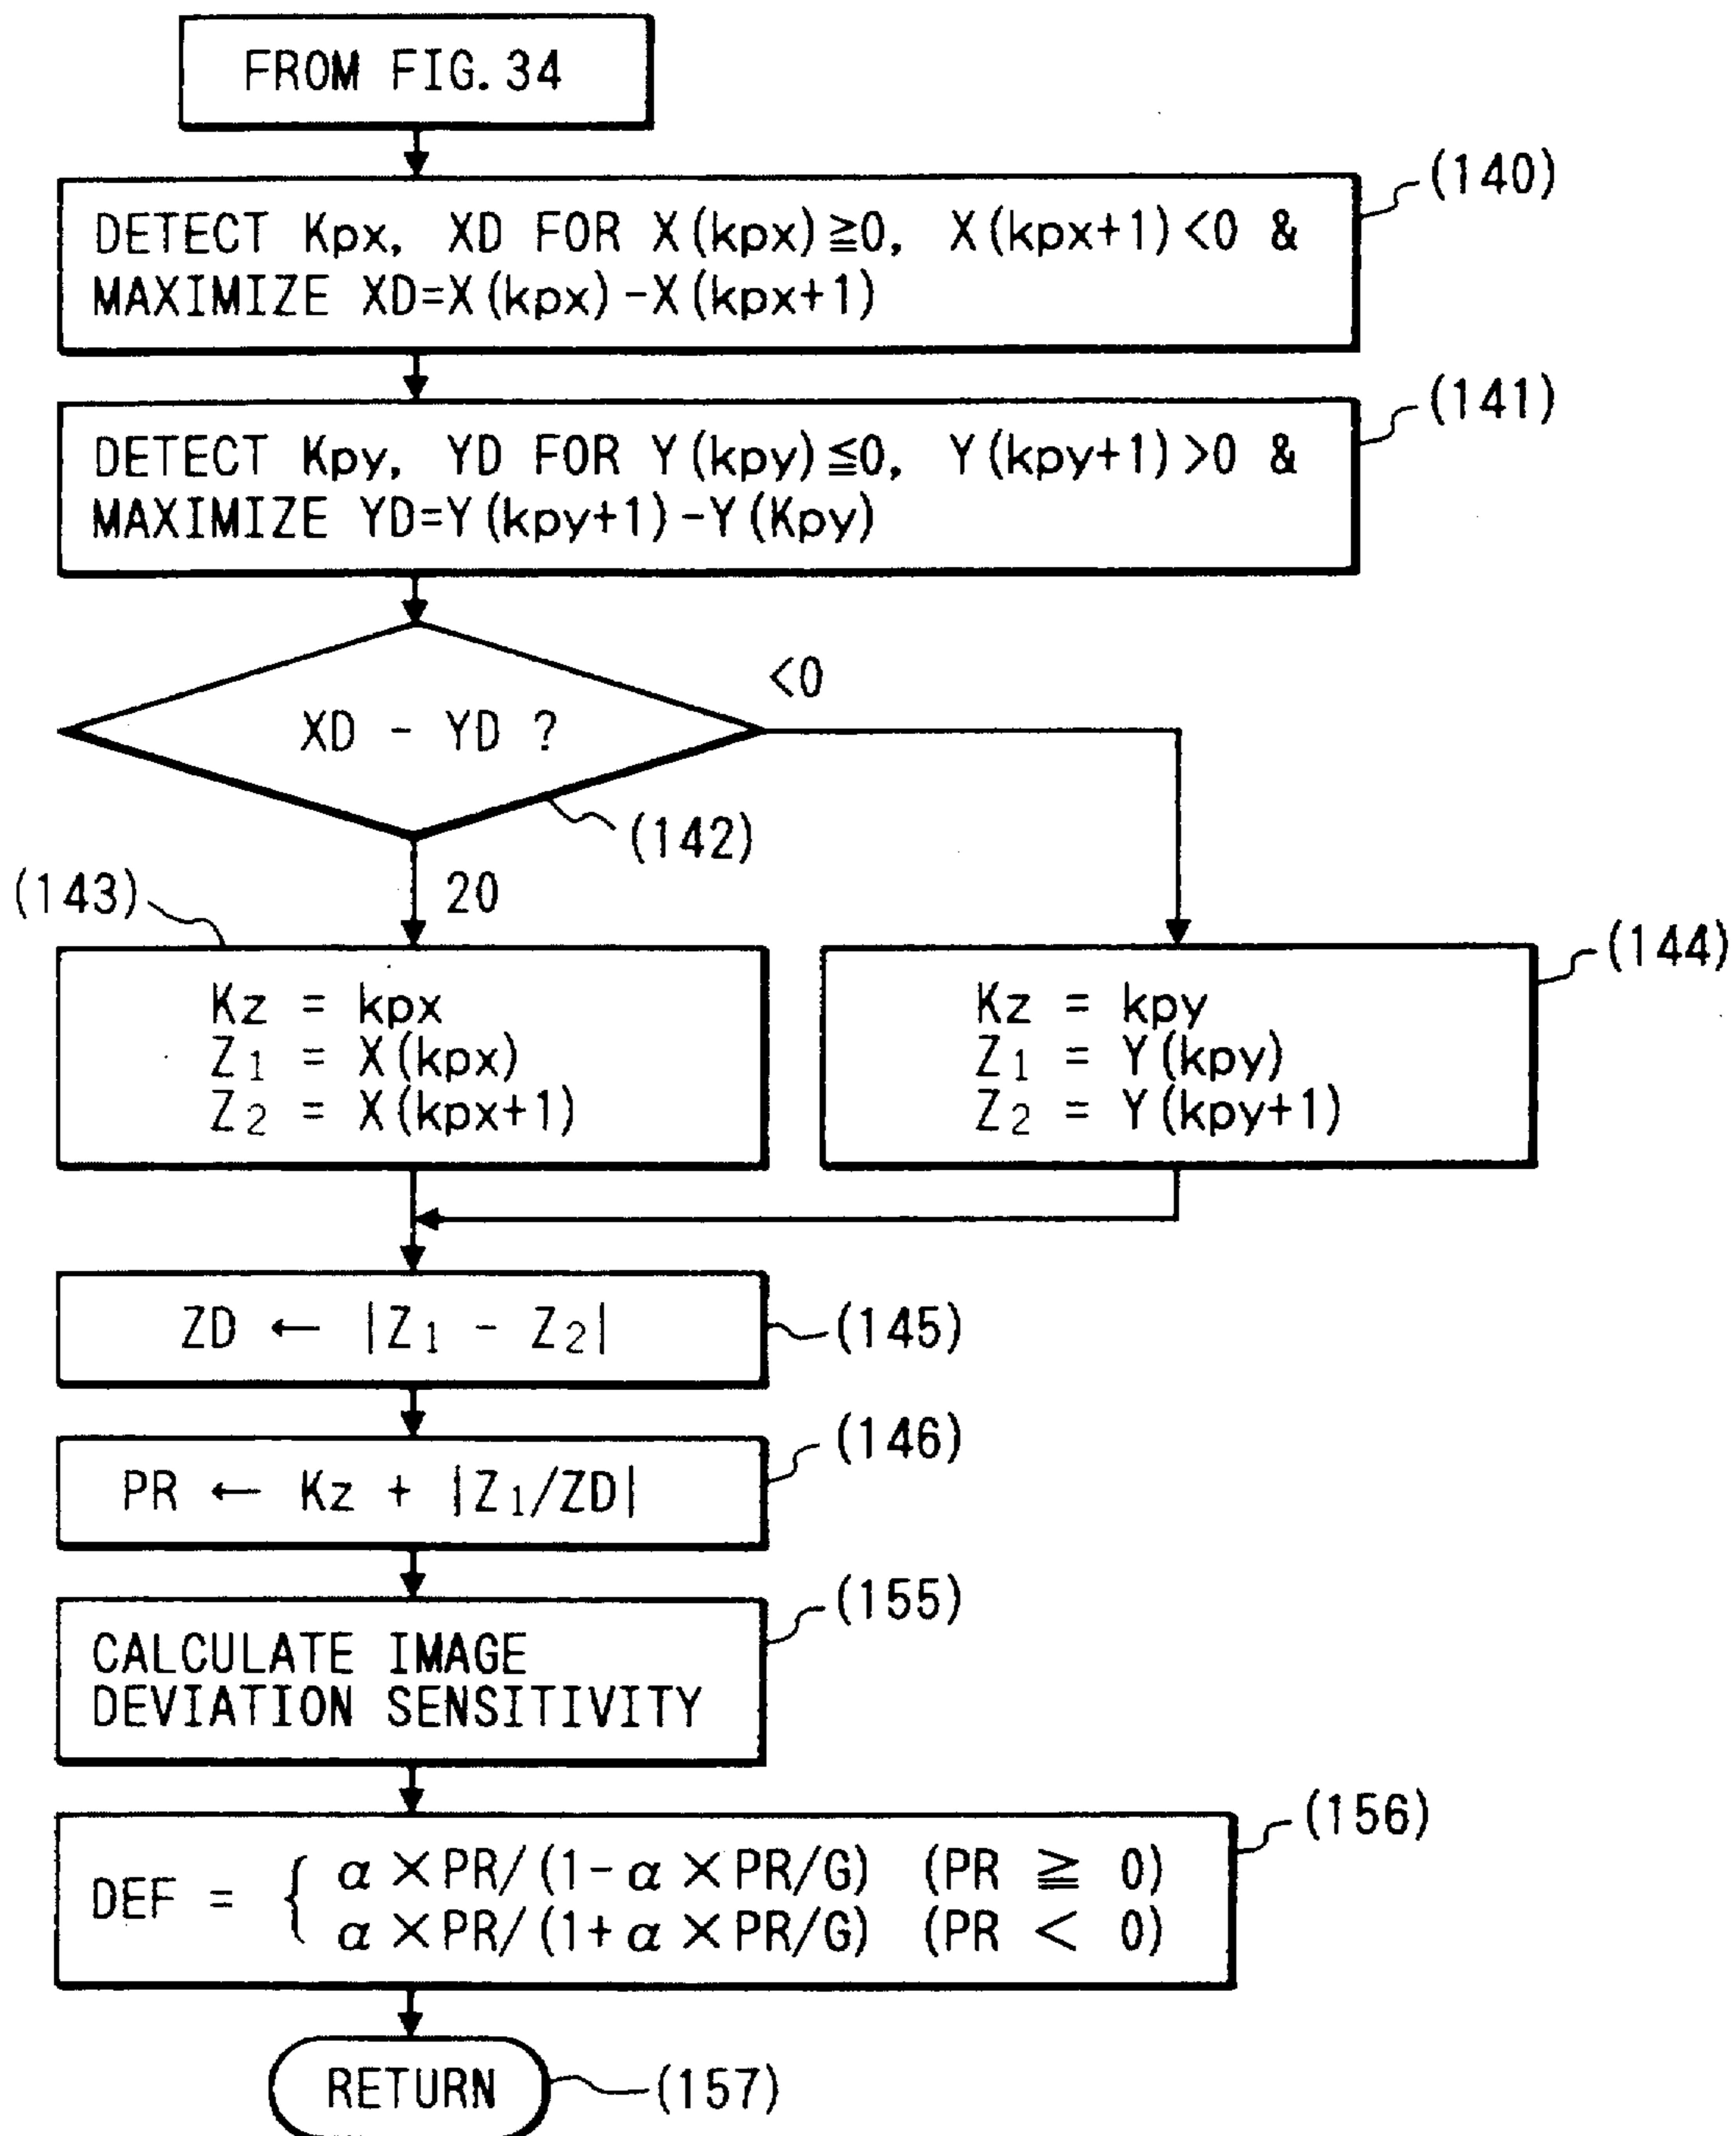 FROM FIG.34
(140)
DETECT Kpx, XD FOR X(kpx)≧0, X(kpx+1)<0 &
MAXIMIZE XD=X(kpx)-X(kpx+1)
(141)
DETECT Kpy, YD FOR Y(kpy)≦0, Y(kpy+1)>0 &
MAXIMIZE YD=Y(kpy+1)-Y(Kpy)
<0
XD - YD ?
(142)
20
(143)
Kz = kpx
Z1 = X(kpx)
Z2 = X(kpx+1)
(144)
Kz = kpy
Z1 = Y(kpy)
Z2 = Y(kpy+1)
ZD ← |Z1 - Z2|
(145)
PR ← Kz + |Z1/ZD|
(146)
(155)
CALCULATE IMAGE
DEVIATION SENSITIVITY
(156)
DEF = { α×PR/(1-α×PR/G) (PR ≧ 0)
α×PR/(1+α×PR/G) (PR < 0)
RETURN
(157)